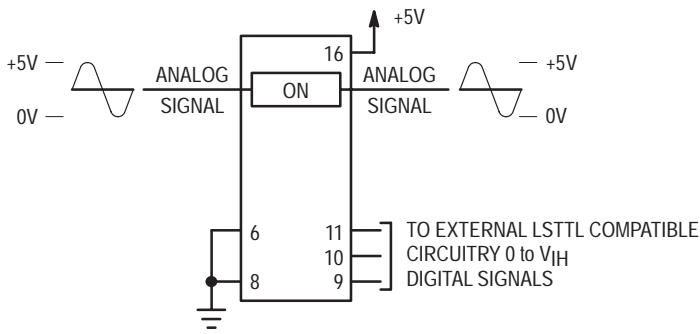 +5V
16
+5V
ANALOG
SIGNAL
ON
ANALOG
SIGNAL
+5V
0V
0V
6
11
TO EXTERNAL LSTTL COMPATIBLE
10
CIRCUITRY 0 to VIH
8
9
DIGITAL SIGNALS